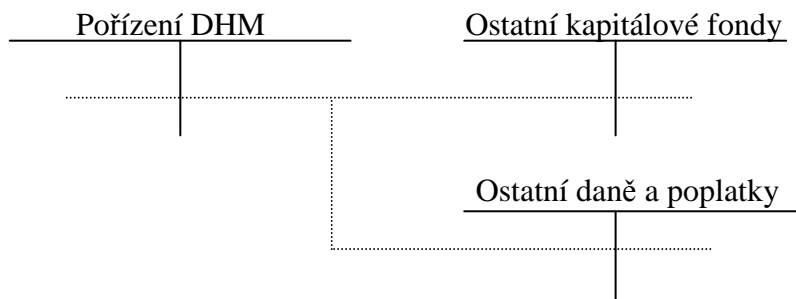 Pořízení DHM
Ostatní kapitálové fondy
Ostatní daně a poplatky